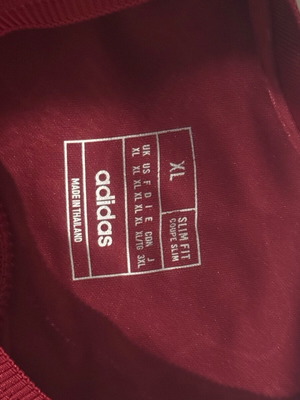 XL
SLIM FIT
COUPE SLIM
UK US F D I E CDN J
XL XL XL XL XL XL XL/TG 3XL
adidas
MADE IN THAILAND